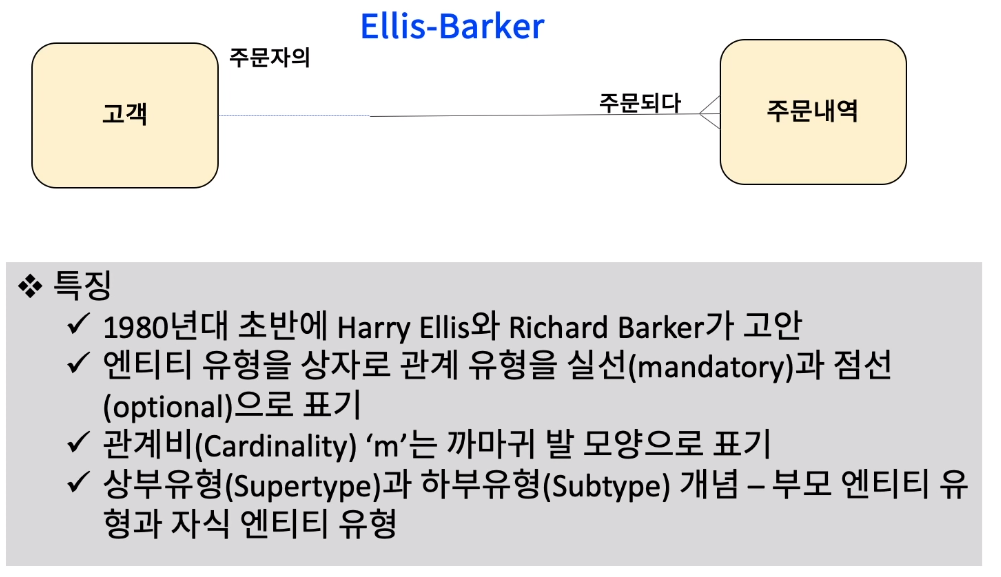 Ellis-Barker
주문자의
고객
주문되다
주문내역
❖ 특징
✓ 1980년대 초반에 Harry Ellis와 Richard Barker가 고안
✓ 엔티티 유형을 상자로 관계 유형을 실선(mandatory)과 점선
(optional)으로 표기
✓ 관계비(Cardinality) ‘m’는 까마귀 발 모양으로 표기
✓ 상부유형(Supertype)과 하부유형(Subtype) 개념 – 부모 엔티티 유
형과 자식 엔티티 유형